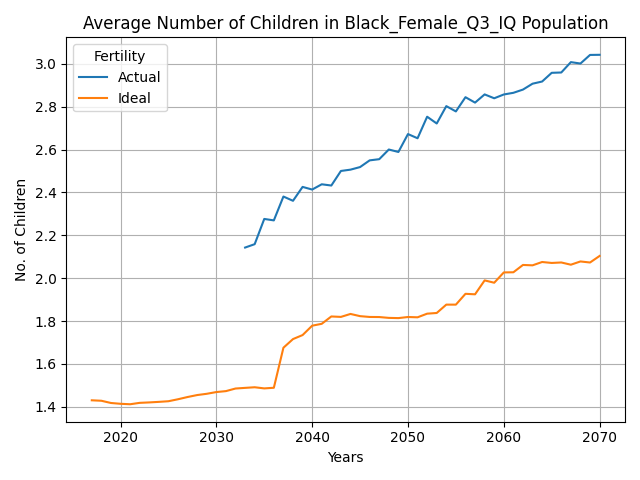 Average Number of Children in Black_Female_Q3_IQ Population
Fertility
Actual
Ideal
No. of Children
3.0
2.8
2.6
2.4
2.2
2.0
1.8
1.6
1.4
2020 2030 2040 2050 2060 2070
Years